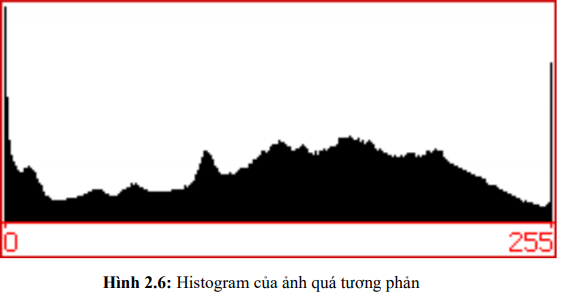 0 255
Hình 2.6: Histogram của ảnh quá tương phản